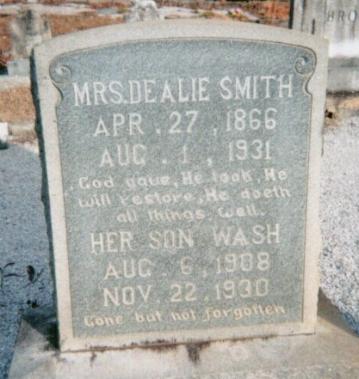 MRS. DEALIE SMITH
APR. 27, 1866
AUG. 1, 1931
God gave, He took, He
will restore, He doeth
all things. Well.
HER SON WASH
AUG. 6, 1908
NOV. 22, 1930
Gone but not forgotten
BRO